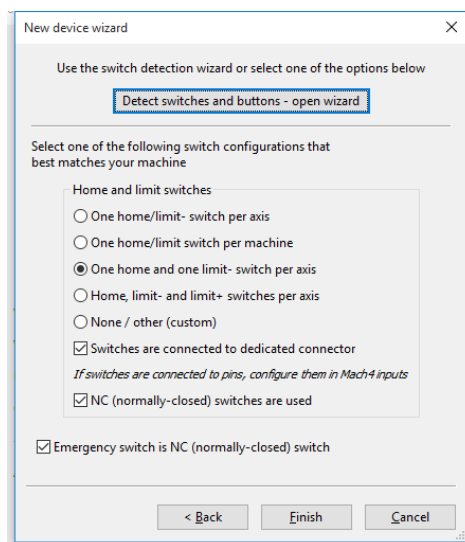 New device wizard
Use the switch detection wizard or select one of the options below
Detect switches and buttons - open wizard
Select one of the following switch configurations that
best matches your machine
Home and limit switches
One home/limit- switch per axis
One home/limit switch per machine
One home and one limit- switch per axis
Home, limit- and limit+ switches per axis
None / other (custom)
Switches are connected to dedicated connector
If switches are connected to pins, configure them in Mach4 inputs
NC (normally-closed) switches are used
Emergency switch is NC (normally-closed) switch
< Back
Finish
Cancel